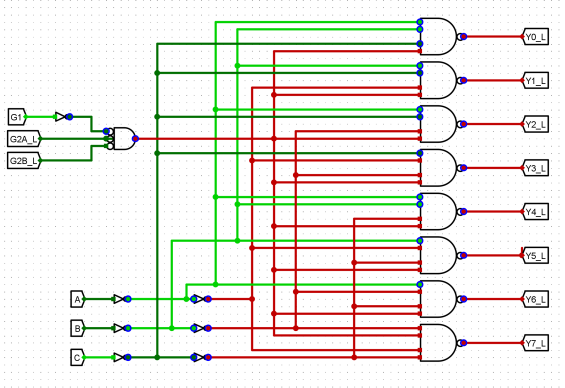 Y0_L
Y1_L
G1
Y2_L
G2A_L
G2B_L
Y3_L
Y4_L
Y5_L
A
Y6_L
B
Y7_L
C